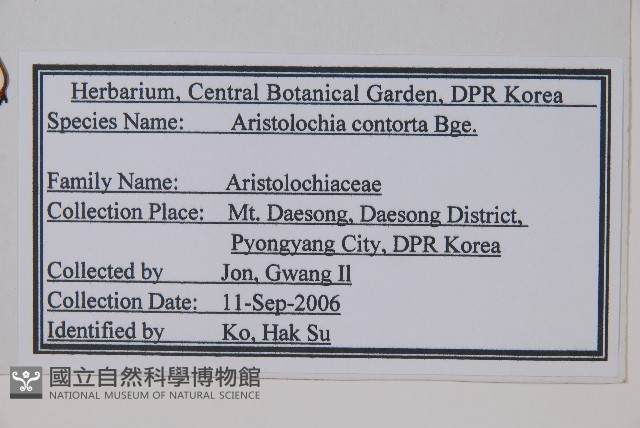 Herbarium, Central Botanical Garden, DPR Korea
Species Name: Aristolochia contorta Bge.
Family Name: Aristolochiaceae
Collection Place: Mt. Daesong, Daesong District,
Pyongyang City, DPR Korea
Collected by Jon, Gwang Il
Collection Date: 11-Sep-2006
Identified by Ko, Hak Su
國立自然科學博物館
NATIONAL MUSEUM OF NATURAL SCIENCE